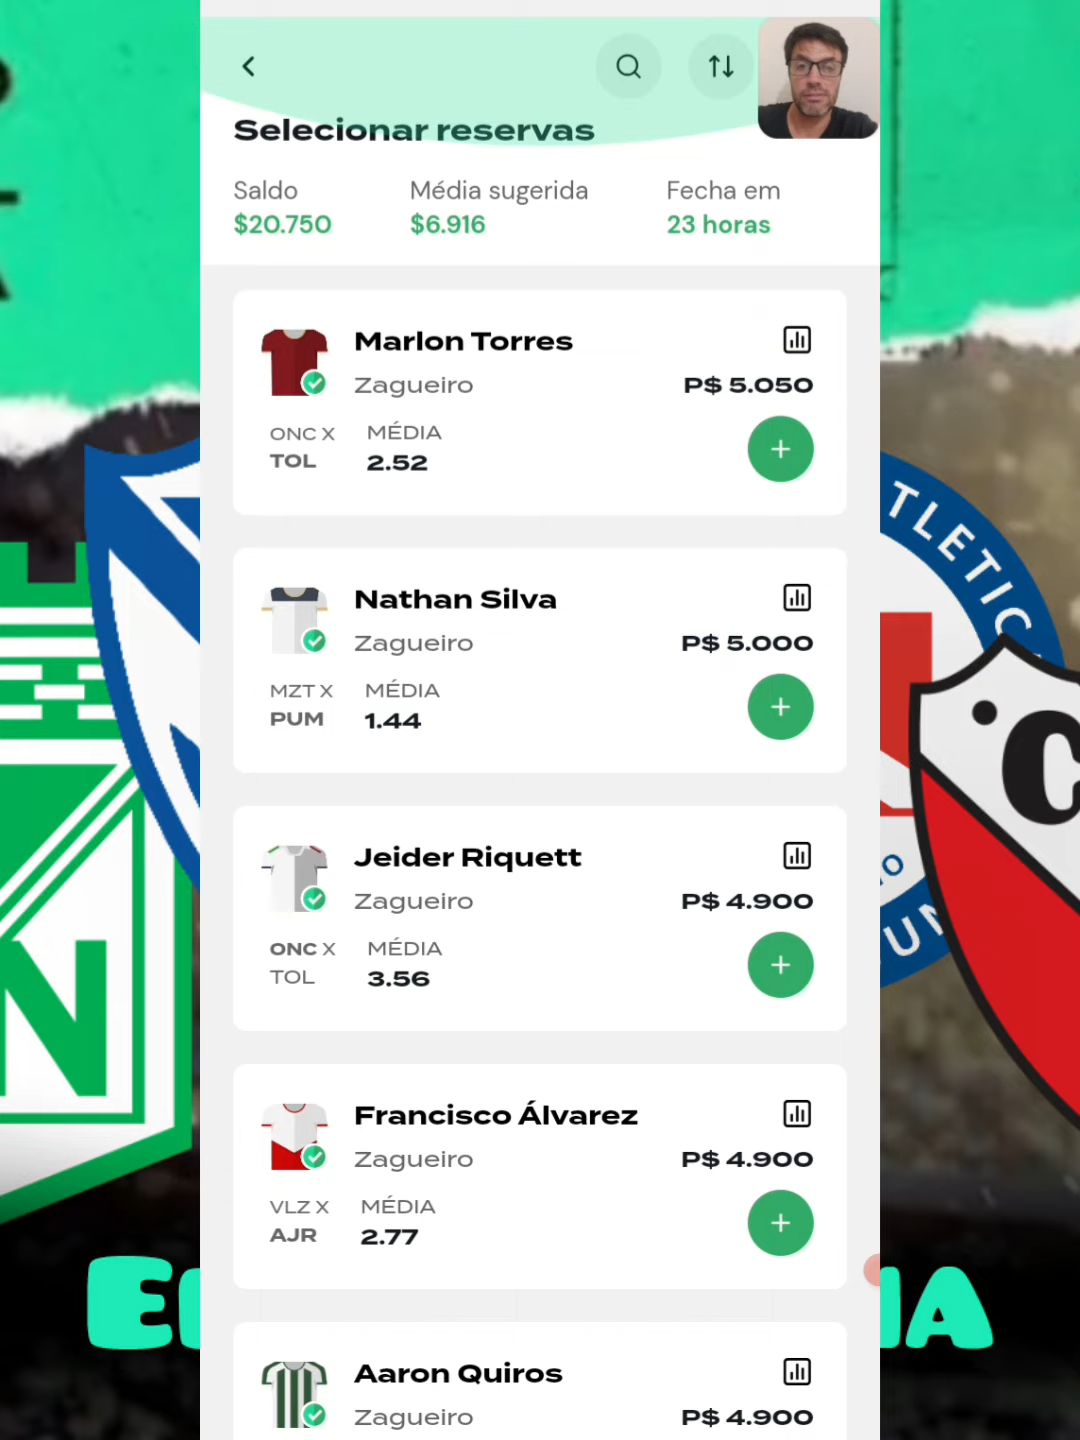 Selecionar reservas
Saldo Média sugerida Fecha em
$20.750 $6.916 23 horas
Marlon Torres
Zagueiro P$ 5.050
ONC X MÉDIA
TOL 2.52
Nathan Silva
Zagueiro P$ 5.000
MZT X MÉDIA
PUM 1.44
Jeider Riquett
Zagueiro P$ 4.900
ONC X MÉDIA
TOL 3.56
Francisco Álvarez
Zagueiro P$ 4.900
VLZ X MÉDIA
AJR 2.77
Aaron Quiros
Zagueiro P$ 4.900
N
C